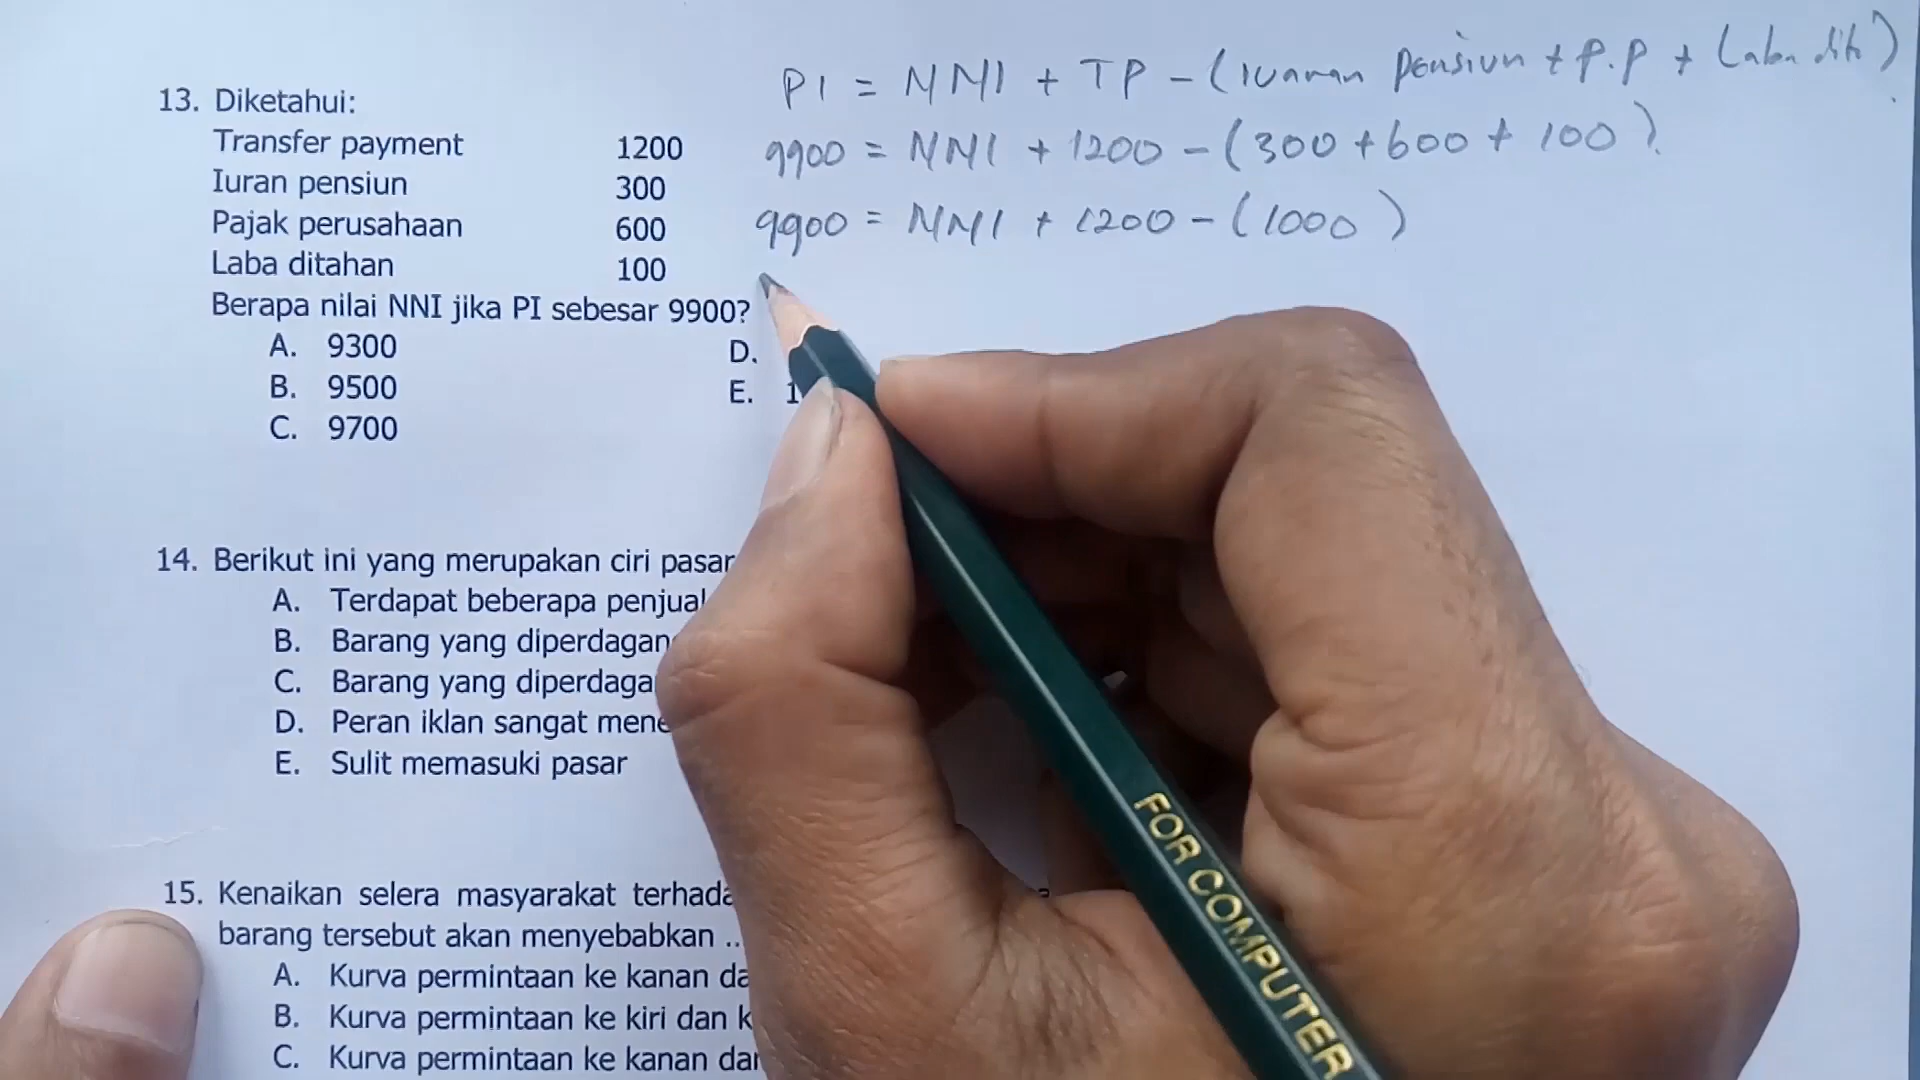 13. Diketahui:
Transfer payment 1200
Iuran pensiun 300
Pajak perusahaan 600
Laba ditahan 100
Berapa nilai NNI jika PI sebesar 9900?
A. 9300
B. 9500
C. 9700
D.
E. 1
PI = NNI + TP - (iuran pensiun + P.P + Laba dit)
9900 = NNI + 1200 - (300 + 600 + 100)
9900 = NNI + 1200 - (1000)
14. Berikut ini yang merupakan ciri pasar
A. Terdapat beberapa penjual
B. Barang yang diperdagan
C. Barang yang diperdaga
D. Peran iklan sangat mene
E. Sulit memasuki pasar
15. Kenaikan selera masyarakat terhada
barang tersebut akan menyebabkan ..
A. Kurva permintaan ke kanan da
B. Kurva permintaan ke kiri dan k
C. Kurva permintaan ke kanan dan
FOR COMPUTER